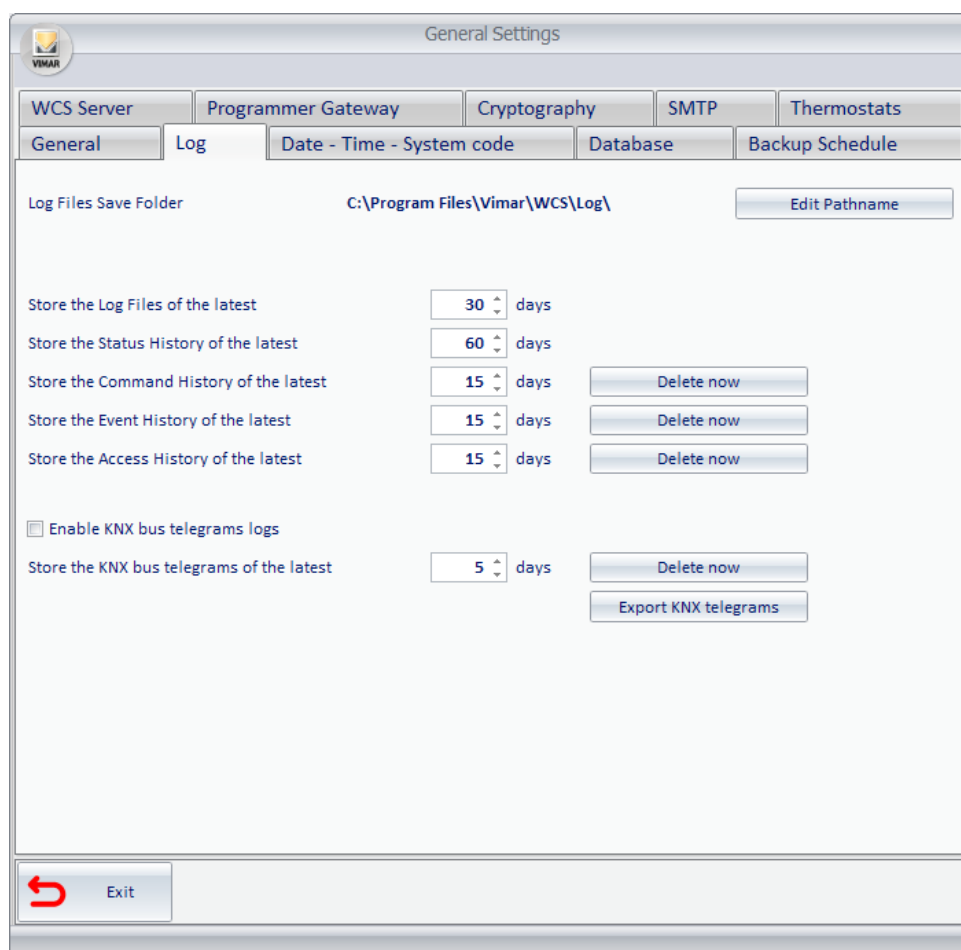 General Settings
VIMAR
WCS Server Programmer Gateway Cryptography SMTP Thermostats
General Log Date - Time - System code Database Backup Schedule
Log Files Save Folder C:\Program Files\Vimar\WCS\Log\ Edit Pathname
Store the Log Files of the latest 30 days
Store the Status History of the latest 60 days
Store the Command History of the latest 15 days Delete now
Store the Event History of the latest 15 days Delete now
Store the Access History of the latest 15 days Delete now
Enable KNX bus telegrams logs
Store the KNX bus telegrams of the latest 5 days Delete now
Export KNX telegrams
Exit